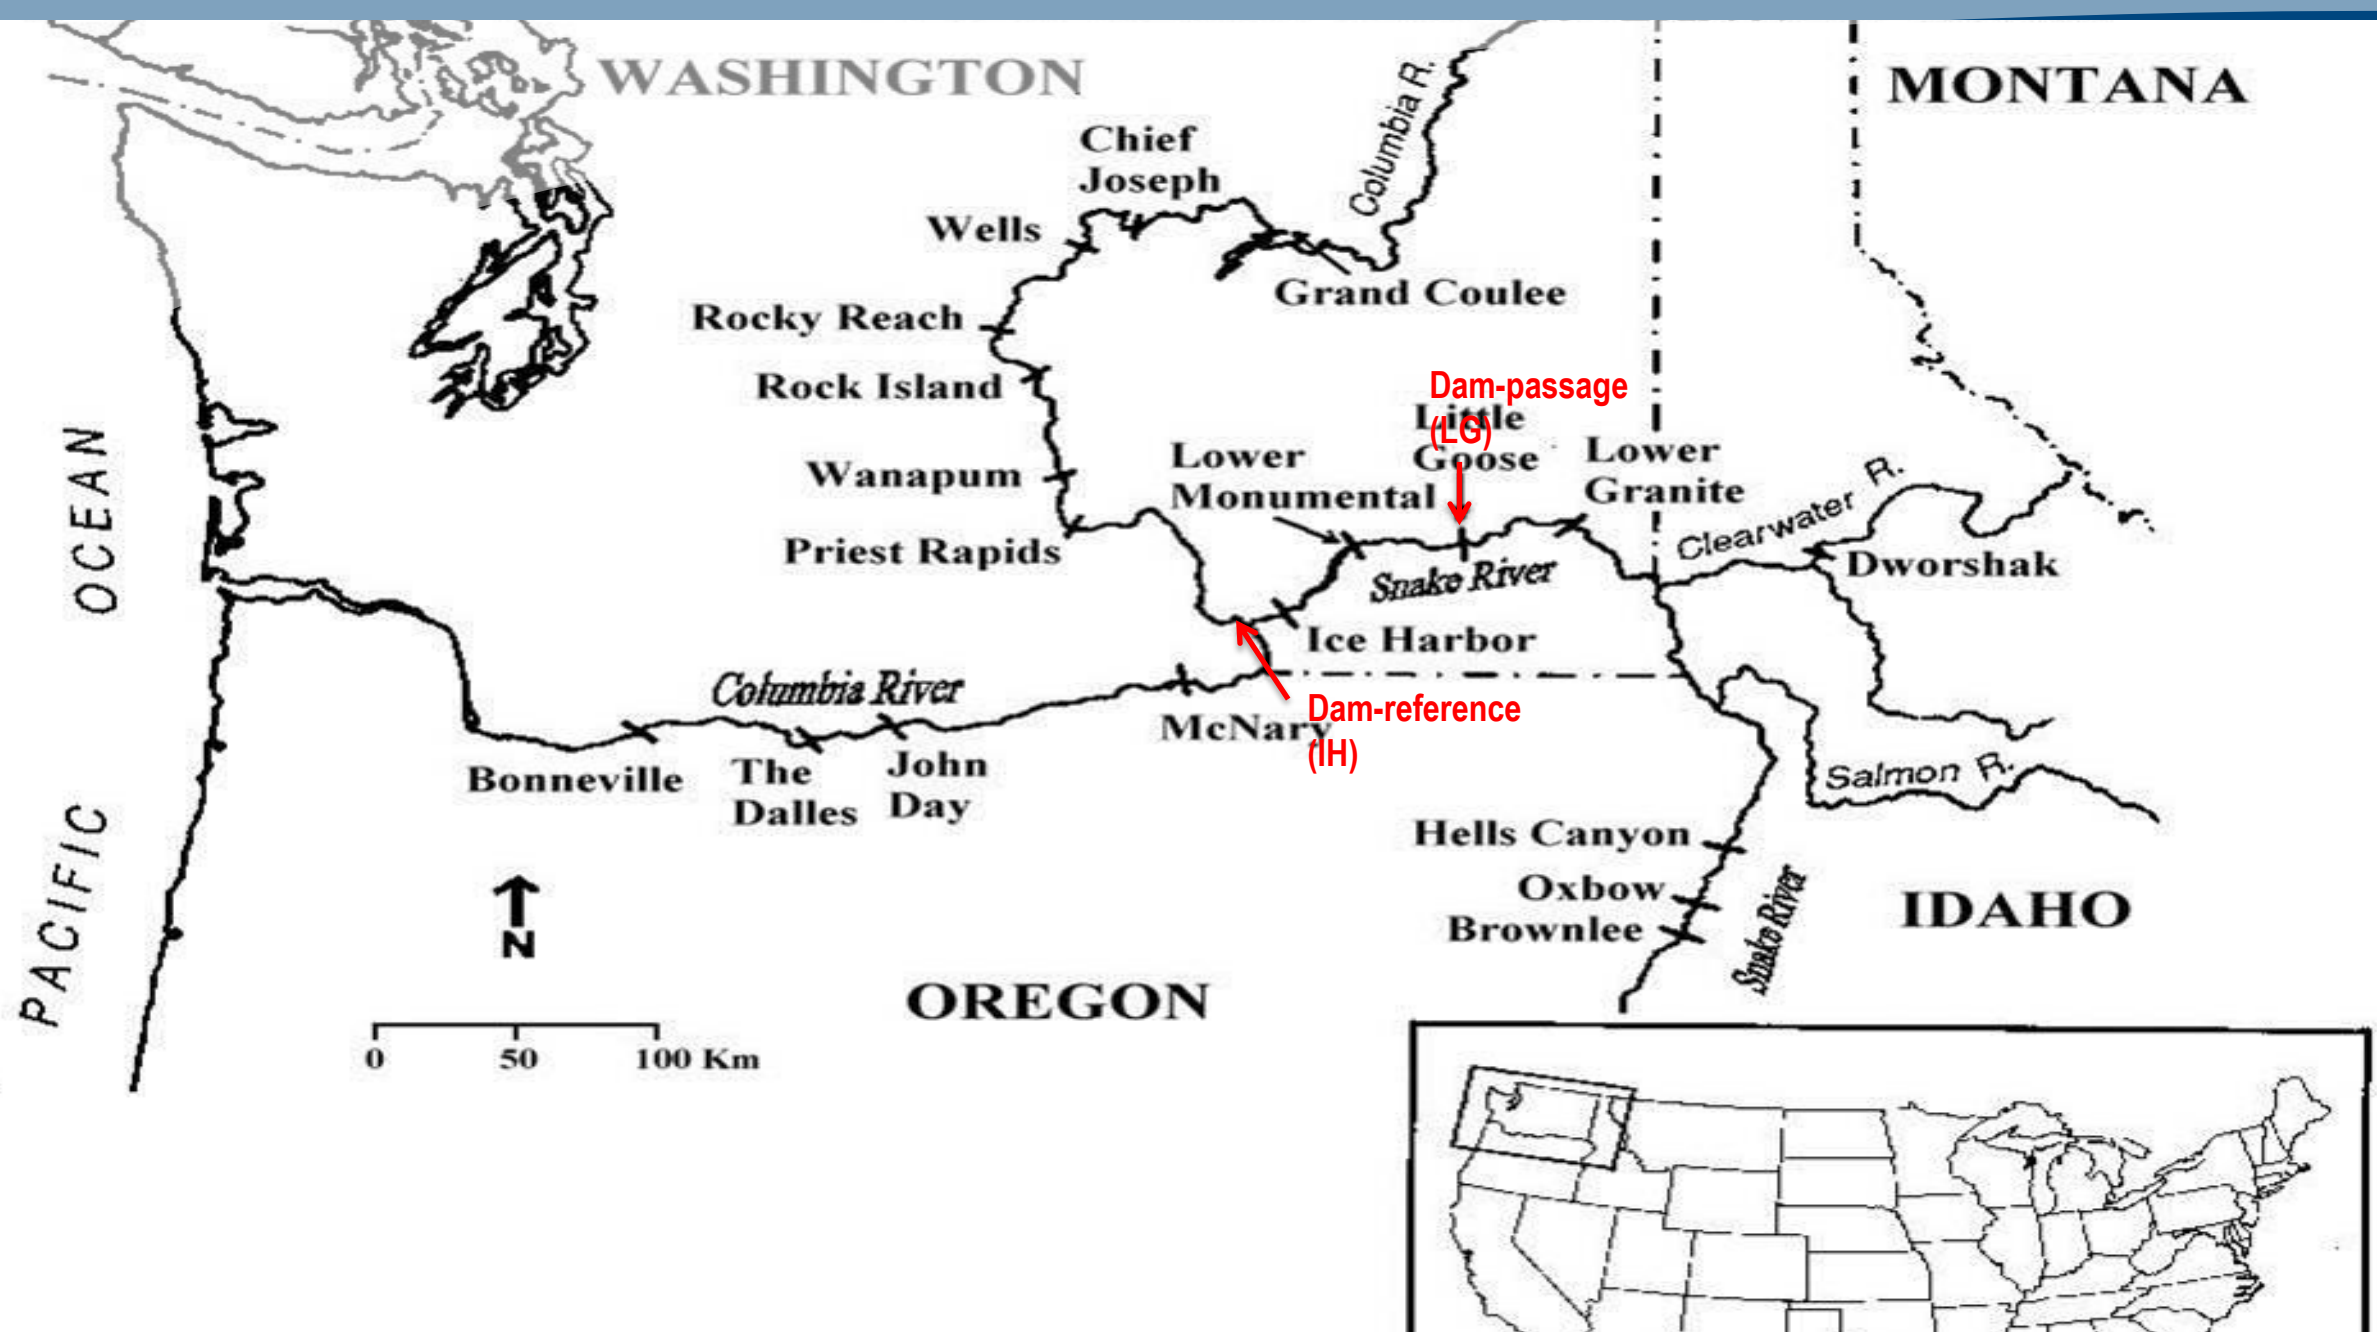 WASHINGTON
MONTANA
Columbia R.
Chief
Joseph
Wells
Grand Coulee
Rocky Reach
Rock Island
Dam-passage
(LG)
Little
Goose
Lower
Monumental
Lower
Granite
Wanapum
Clearwater R.
Priest Rapids
Dworshak
Snake River
Ice Harbor
Columbia River
Dam-reference
(IH)
McNary
Bonneville
The
Dalles
John
Day
Salmon R.
Hells Canyon
Oxbow
Brownlee
Snake River
IDAHO
PACIFIC OCEAN
N
OREGON
0 50 100 Km